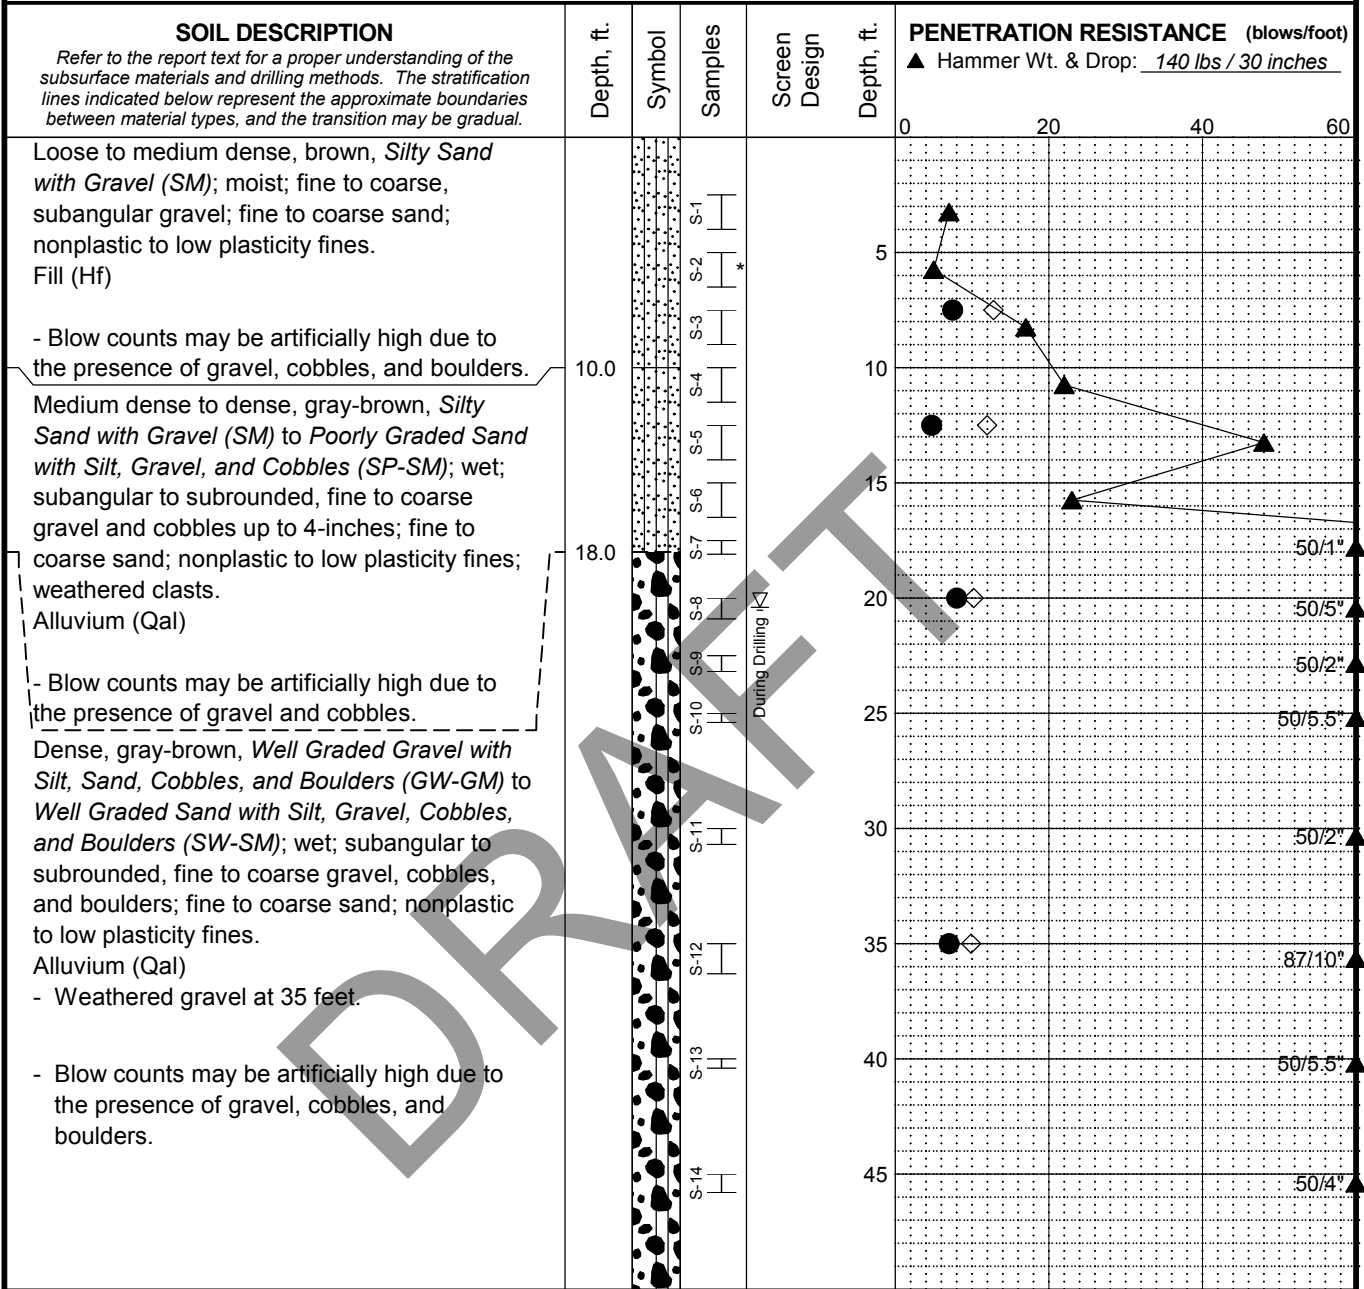 SOIL DESCRIPTION
Refer to the report text for a proper understanding of the
subsurface materials and drilling methods. The stratification
lines indicated below represent the approximate boundaries
between material types, and the transition may be gradual.
Depth, ft.
Symbol
Samples
Screen
Design
Depth, ft.
PENETRATION RESISTANCE (blows/foot)
▲ Hammer Wt. & Drop: 140 lbs / 30 inches
0 20 40 60
Loose to medium dense, brown, Silty Sand
with Gravel (SM); moist; fine to coarse,
subangular gravel; fine to coarse sand;
nonplastic to low plasticity fines.
Fill (Hf)
- Blow counts may be artificially high due to
the presence of gravel, cobbles, and boulders.
10.0
Medium dense to dense, gray-brown, Silty
Sand with Gravel (SM) to Poorly Graded Sand
with Silt, Gravel, and Cobbles (SP-SM); wet;
subangular to subrounded, fine to coarse
gravel and cobbles up to 4-inches; fine to
coarse sand; nonplastic to low plasticity fines;
weathered clasts.
Alluvium (Qal)
- Blow counts may be artificially high due to
the presence of gravel and cobbles.
18.0
Dense, gray-brown, Well Graded Gravel with
Silt, Sand, Cobbles, and Boulders (GW-GM) to
Well Graded Sand with Silt, Gravel, Cobbles,
and Boulders (SW-SM); wet; subangular to
subrounded, fine to coarse gravel, cobbles,
and boulders; fine to coarse sand; nonplastic
to low plasticity fines.
Alluvium (Qal)
- Weathered gravel at 35 feet.
- Blow counts may be artificially high due to
the presence of gravel, cobbles, and
boulders.
S-1
S-2 *
S-3
S-4
S-5
S-6
S-7
S-8
S-9
S-10
S-11
S-12
S-13
S-14
During Drilling
5
10
15
20
25
30
35
40
45
50/1"
50/5"
50/2"
50/5.5"
50/2"
87/10"
50/5.5"
50/4"
DRAFT